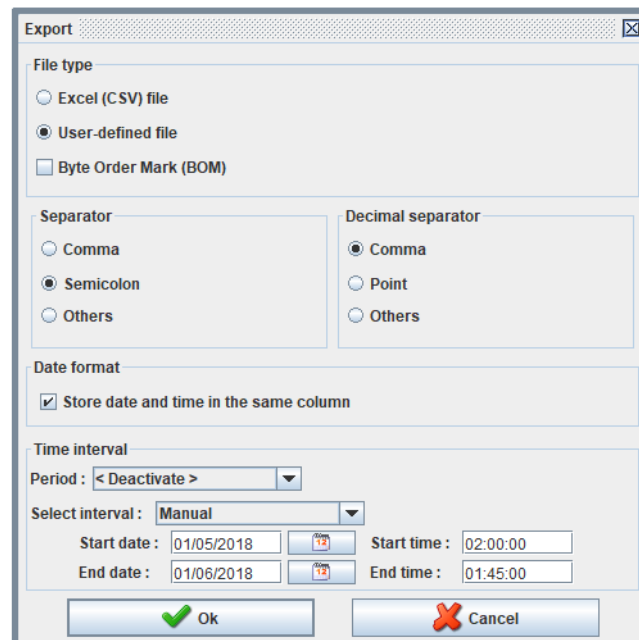 Export
File type
Excel (CSV) file
User-defined file
Byte Order Mark (BOM)
Separator
Decimal separator
Comma
Comma
Semicolon
Point
Others
Others
Date format
Store date and time in the same column
Time interval
Period : < Deactivate >
Select interval : Manual
Start date : 01/05/2018 12 Start time : 02:00:00
End date : 01/06/2018 12 End time : 01:45:00
Ok
Cancel